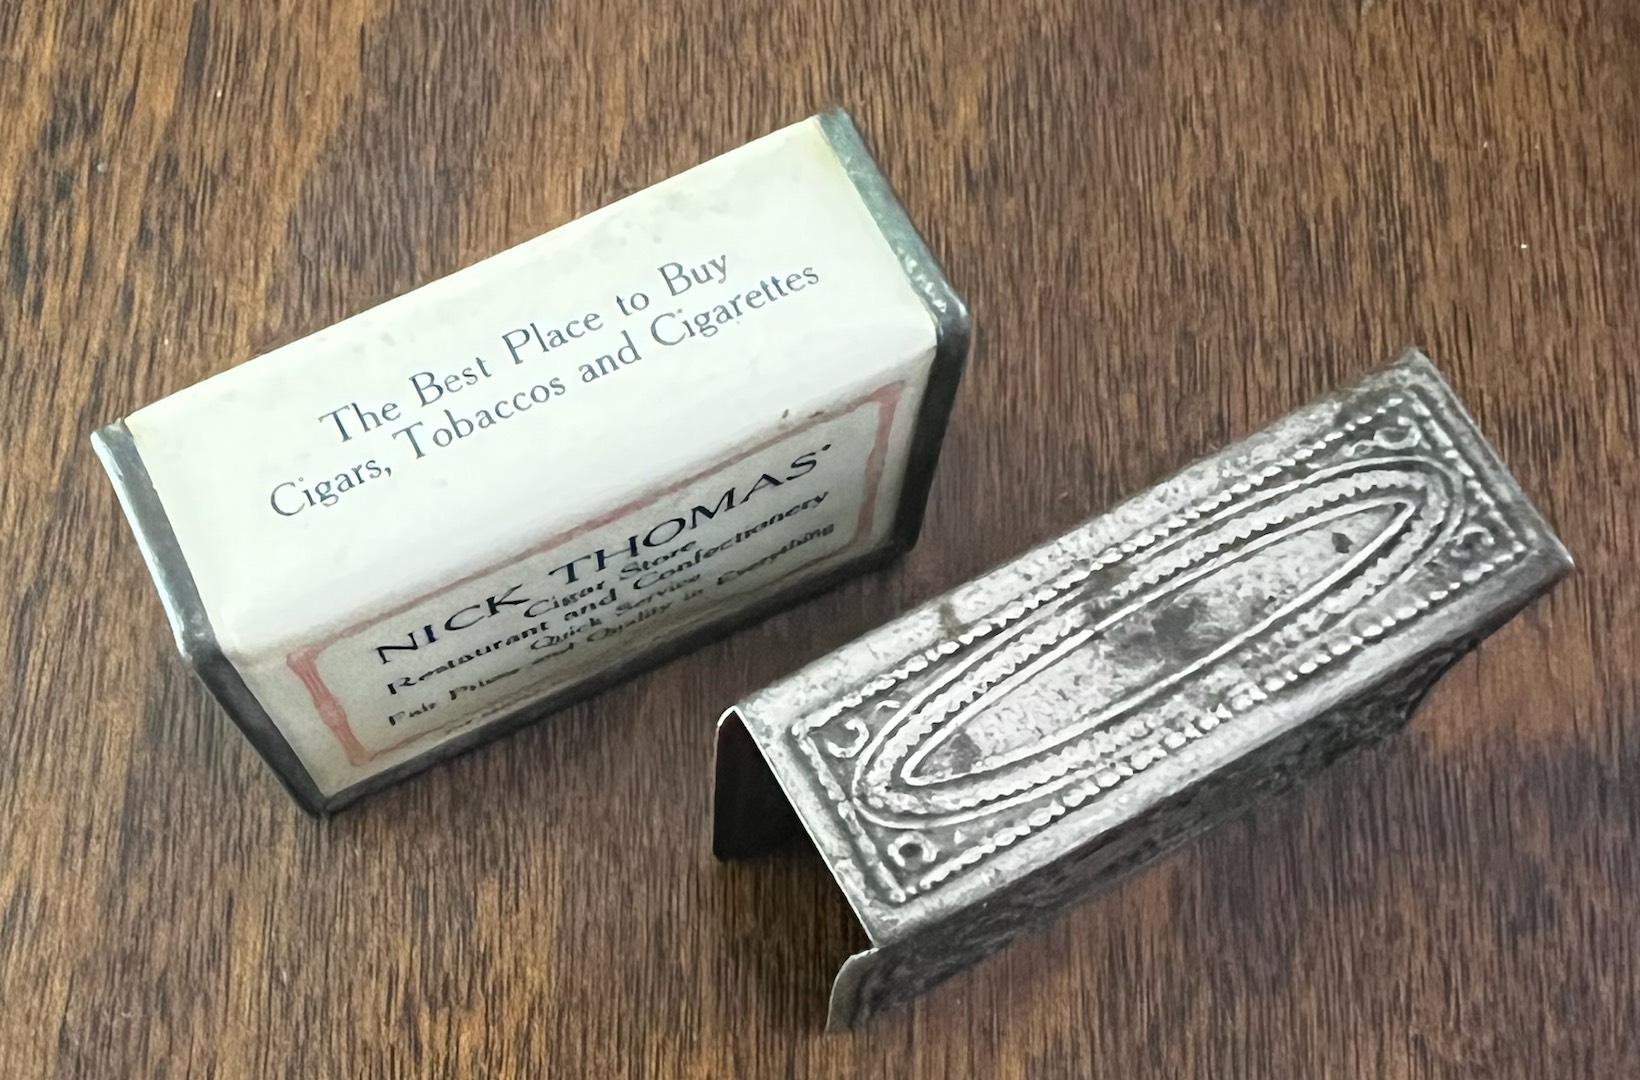 The Best Place to Buy
Cigars, Tobaccos and Cigarettes
NICK THOMAS'
Cigar Store
Restaurant and Confectionery
Quick Service
Fair Prices and Quality in Everything